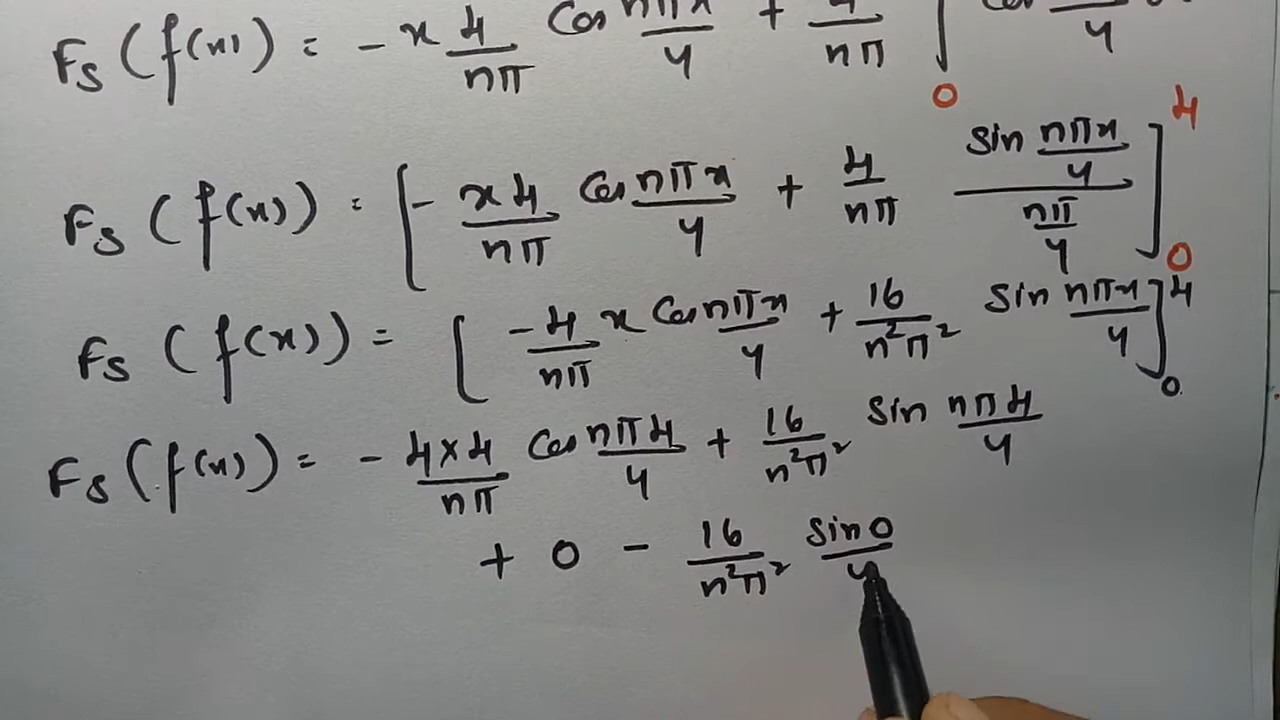 Fs (f(x)) = - x 4/nπ Cos nπx/4 + 4/nπ ∫0 Cos /4
Fs (f(x)) = [ - x4/nπ Cos nπx/4 + 4/nπ (sin nπx/4)/(nπ/4) ]4 0
Fs (f(x)) = [ -4/nπ x Cos nπx/4 + 16/n²π² sin nπx/4 ]4 0
Fs (f(x)) = - 4×4/nπ Cos nπ4/4 + 16/n²π² sin nπ4/4
+ 0 - 16/n²π² sin0/4